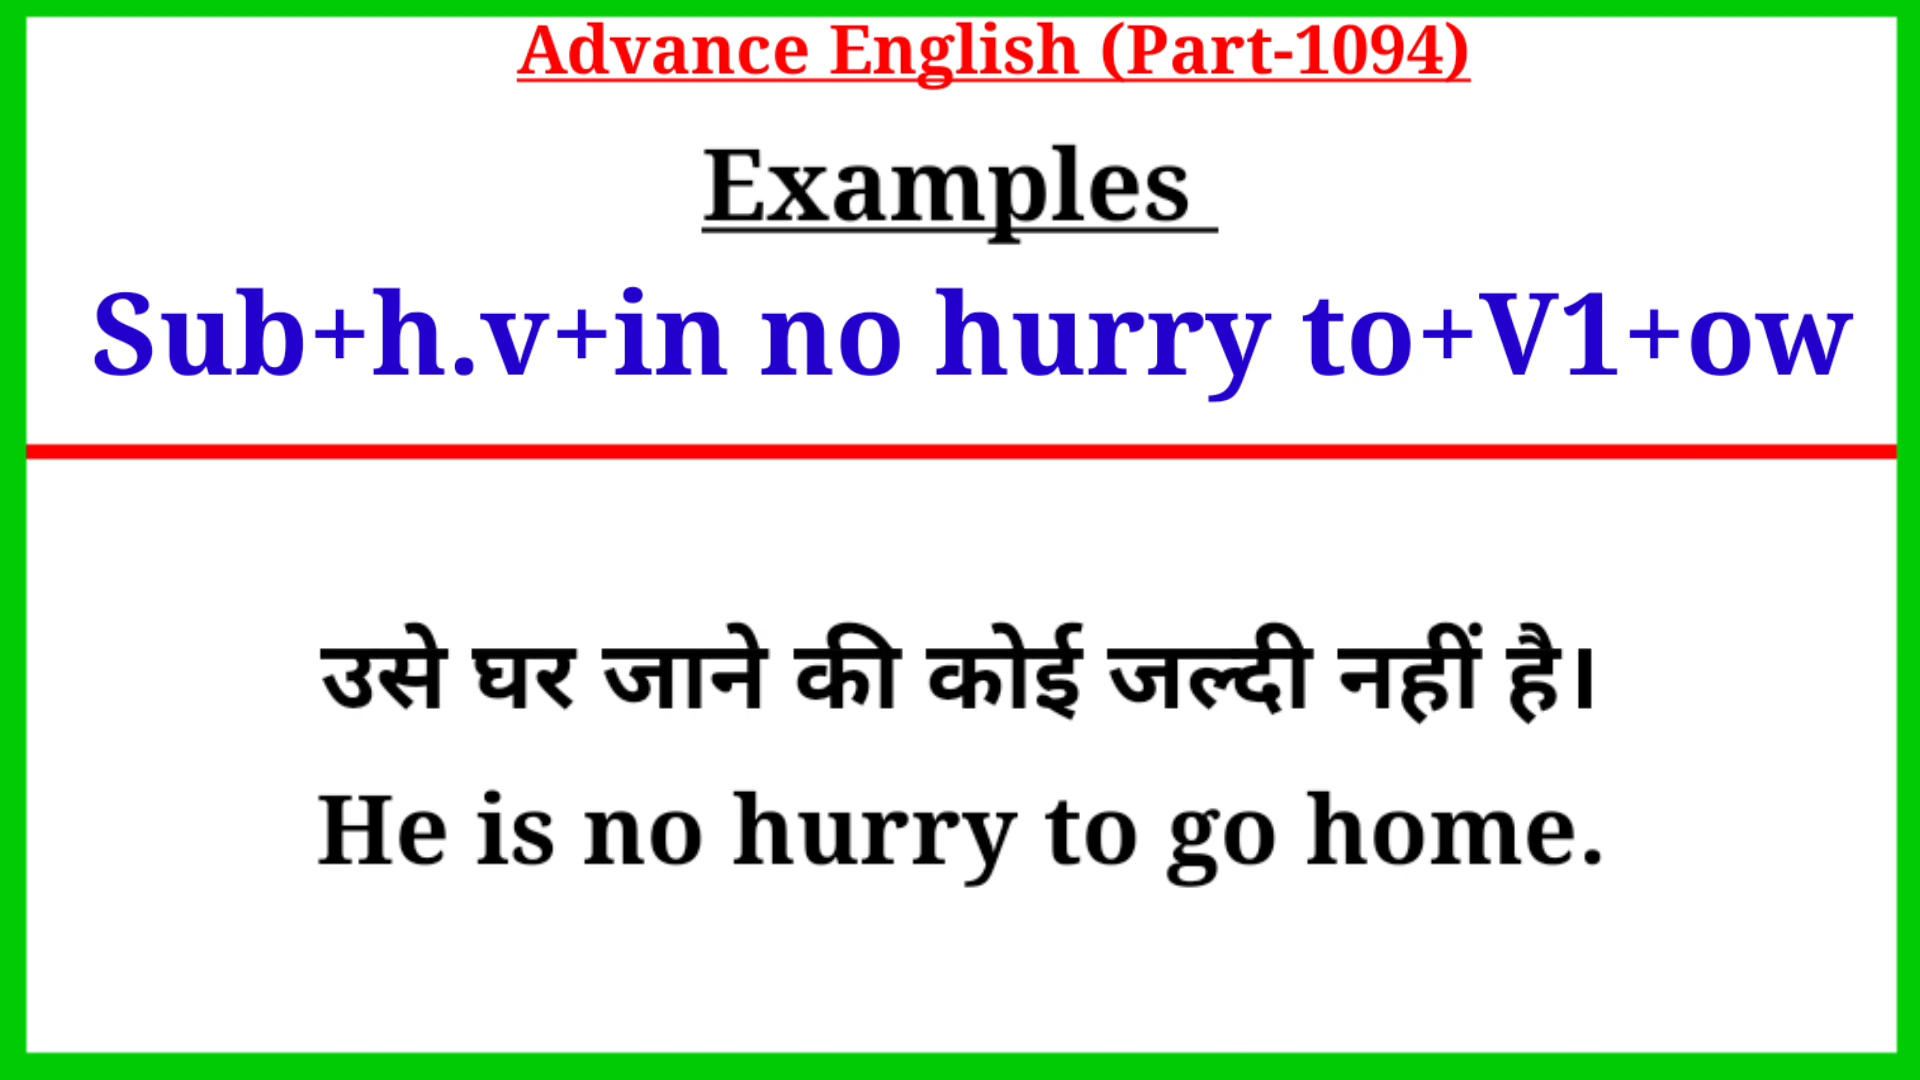 Advance English (Part-1094)
Examples
Sub+h.v+in no hurry to+V1+ow
उसे घर जाने की कोई जल्दी नहीं है।
He is no hurry to go home.